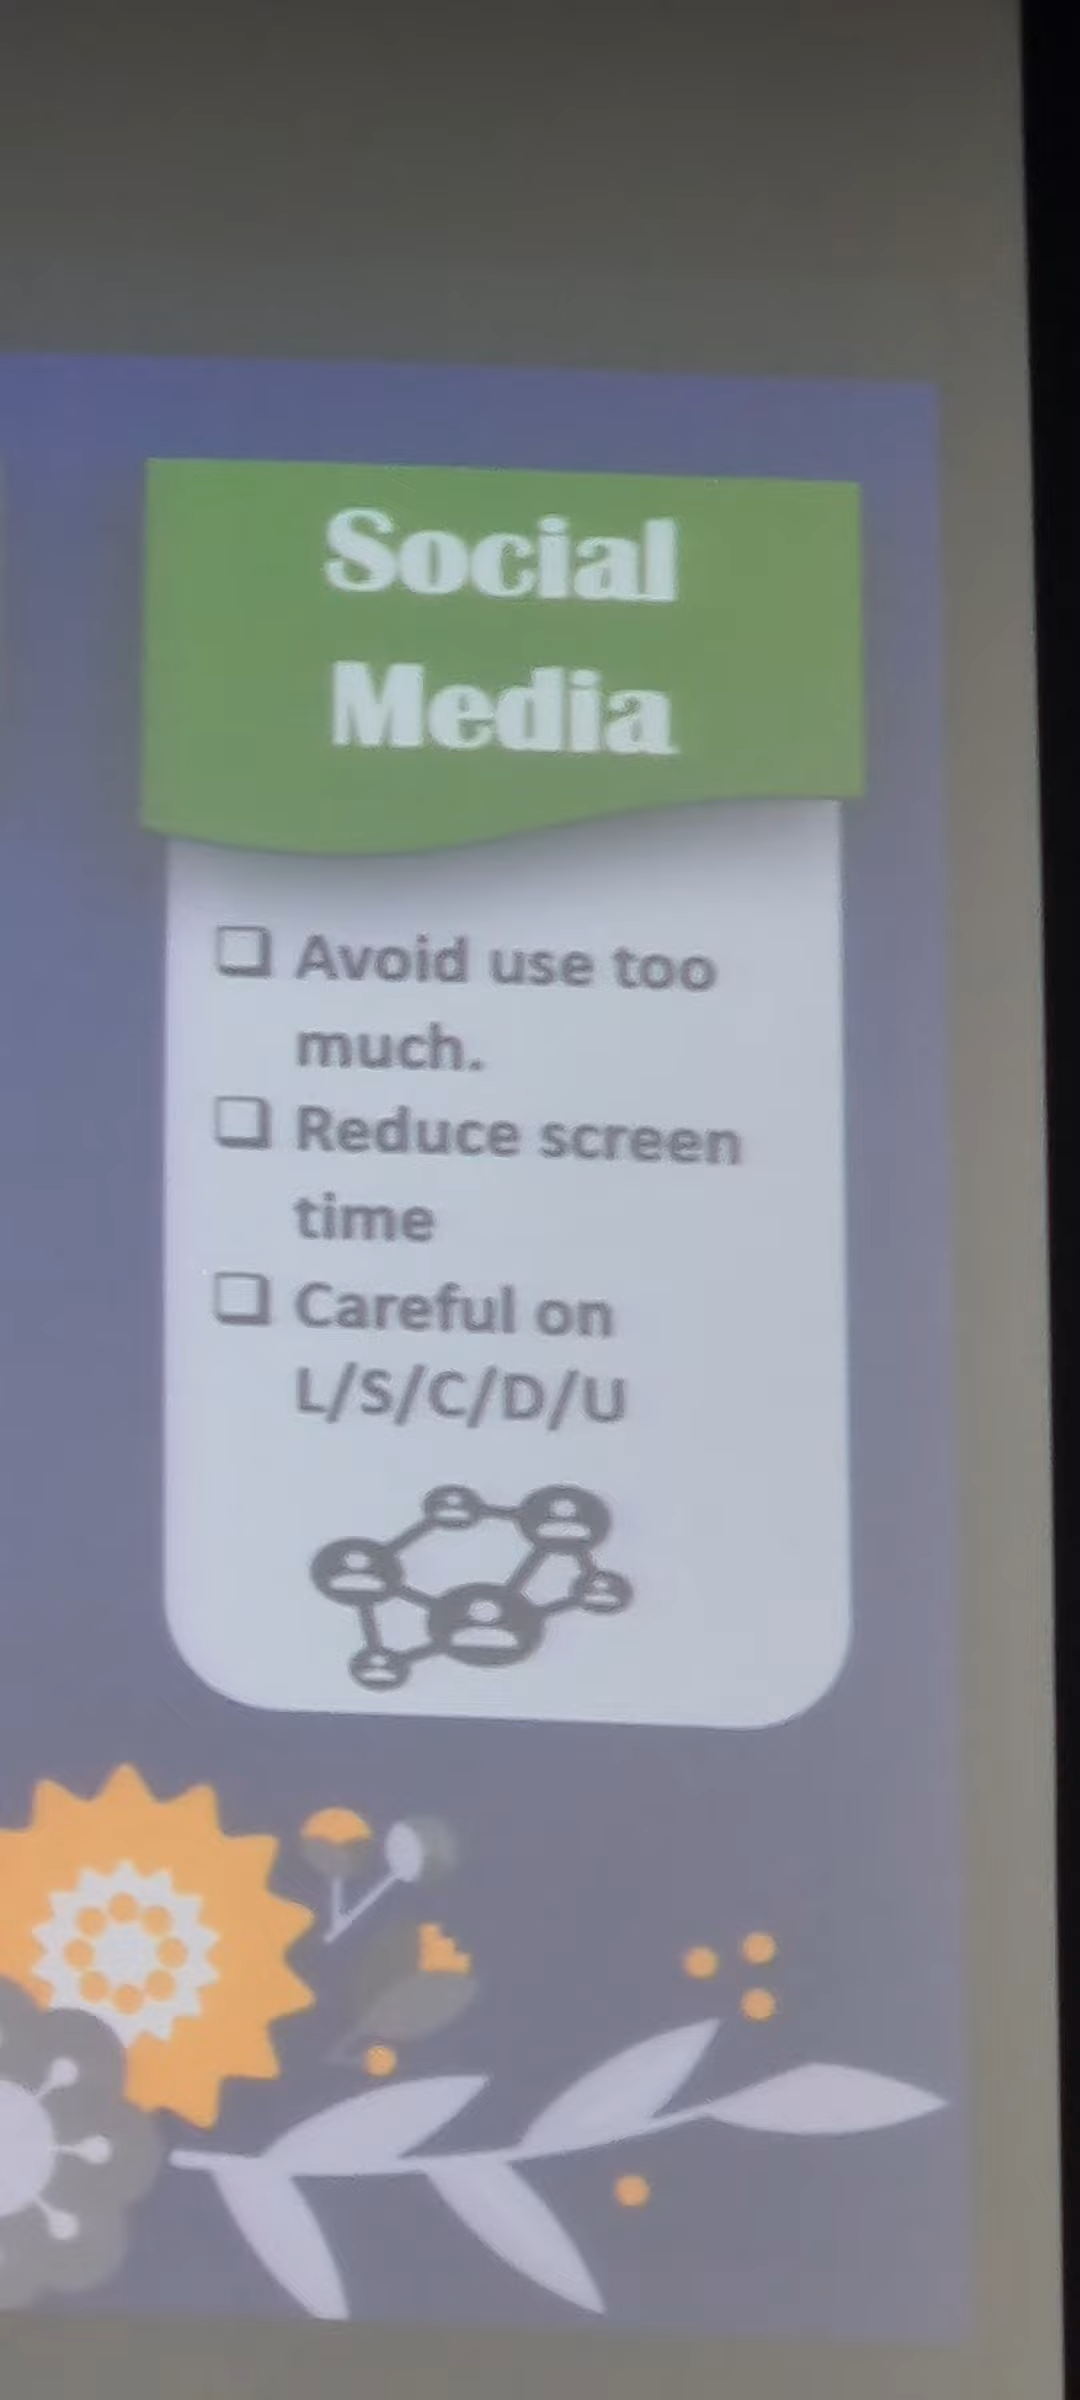 Social
Media
❑ Avoid use too
much.
❑ Reduce screen
time
❑ Careful on
L/S/C/D/U